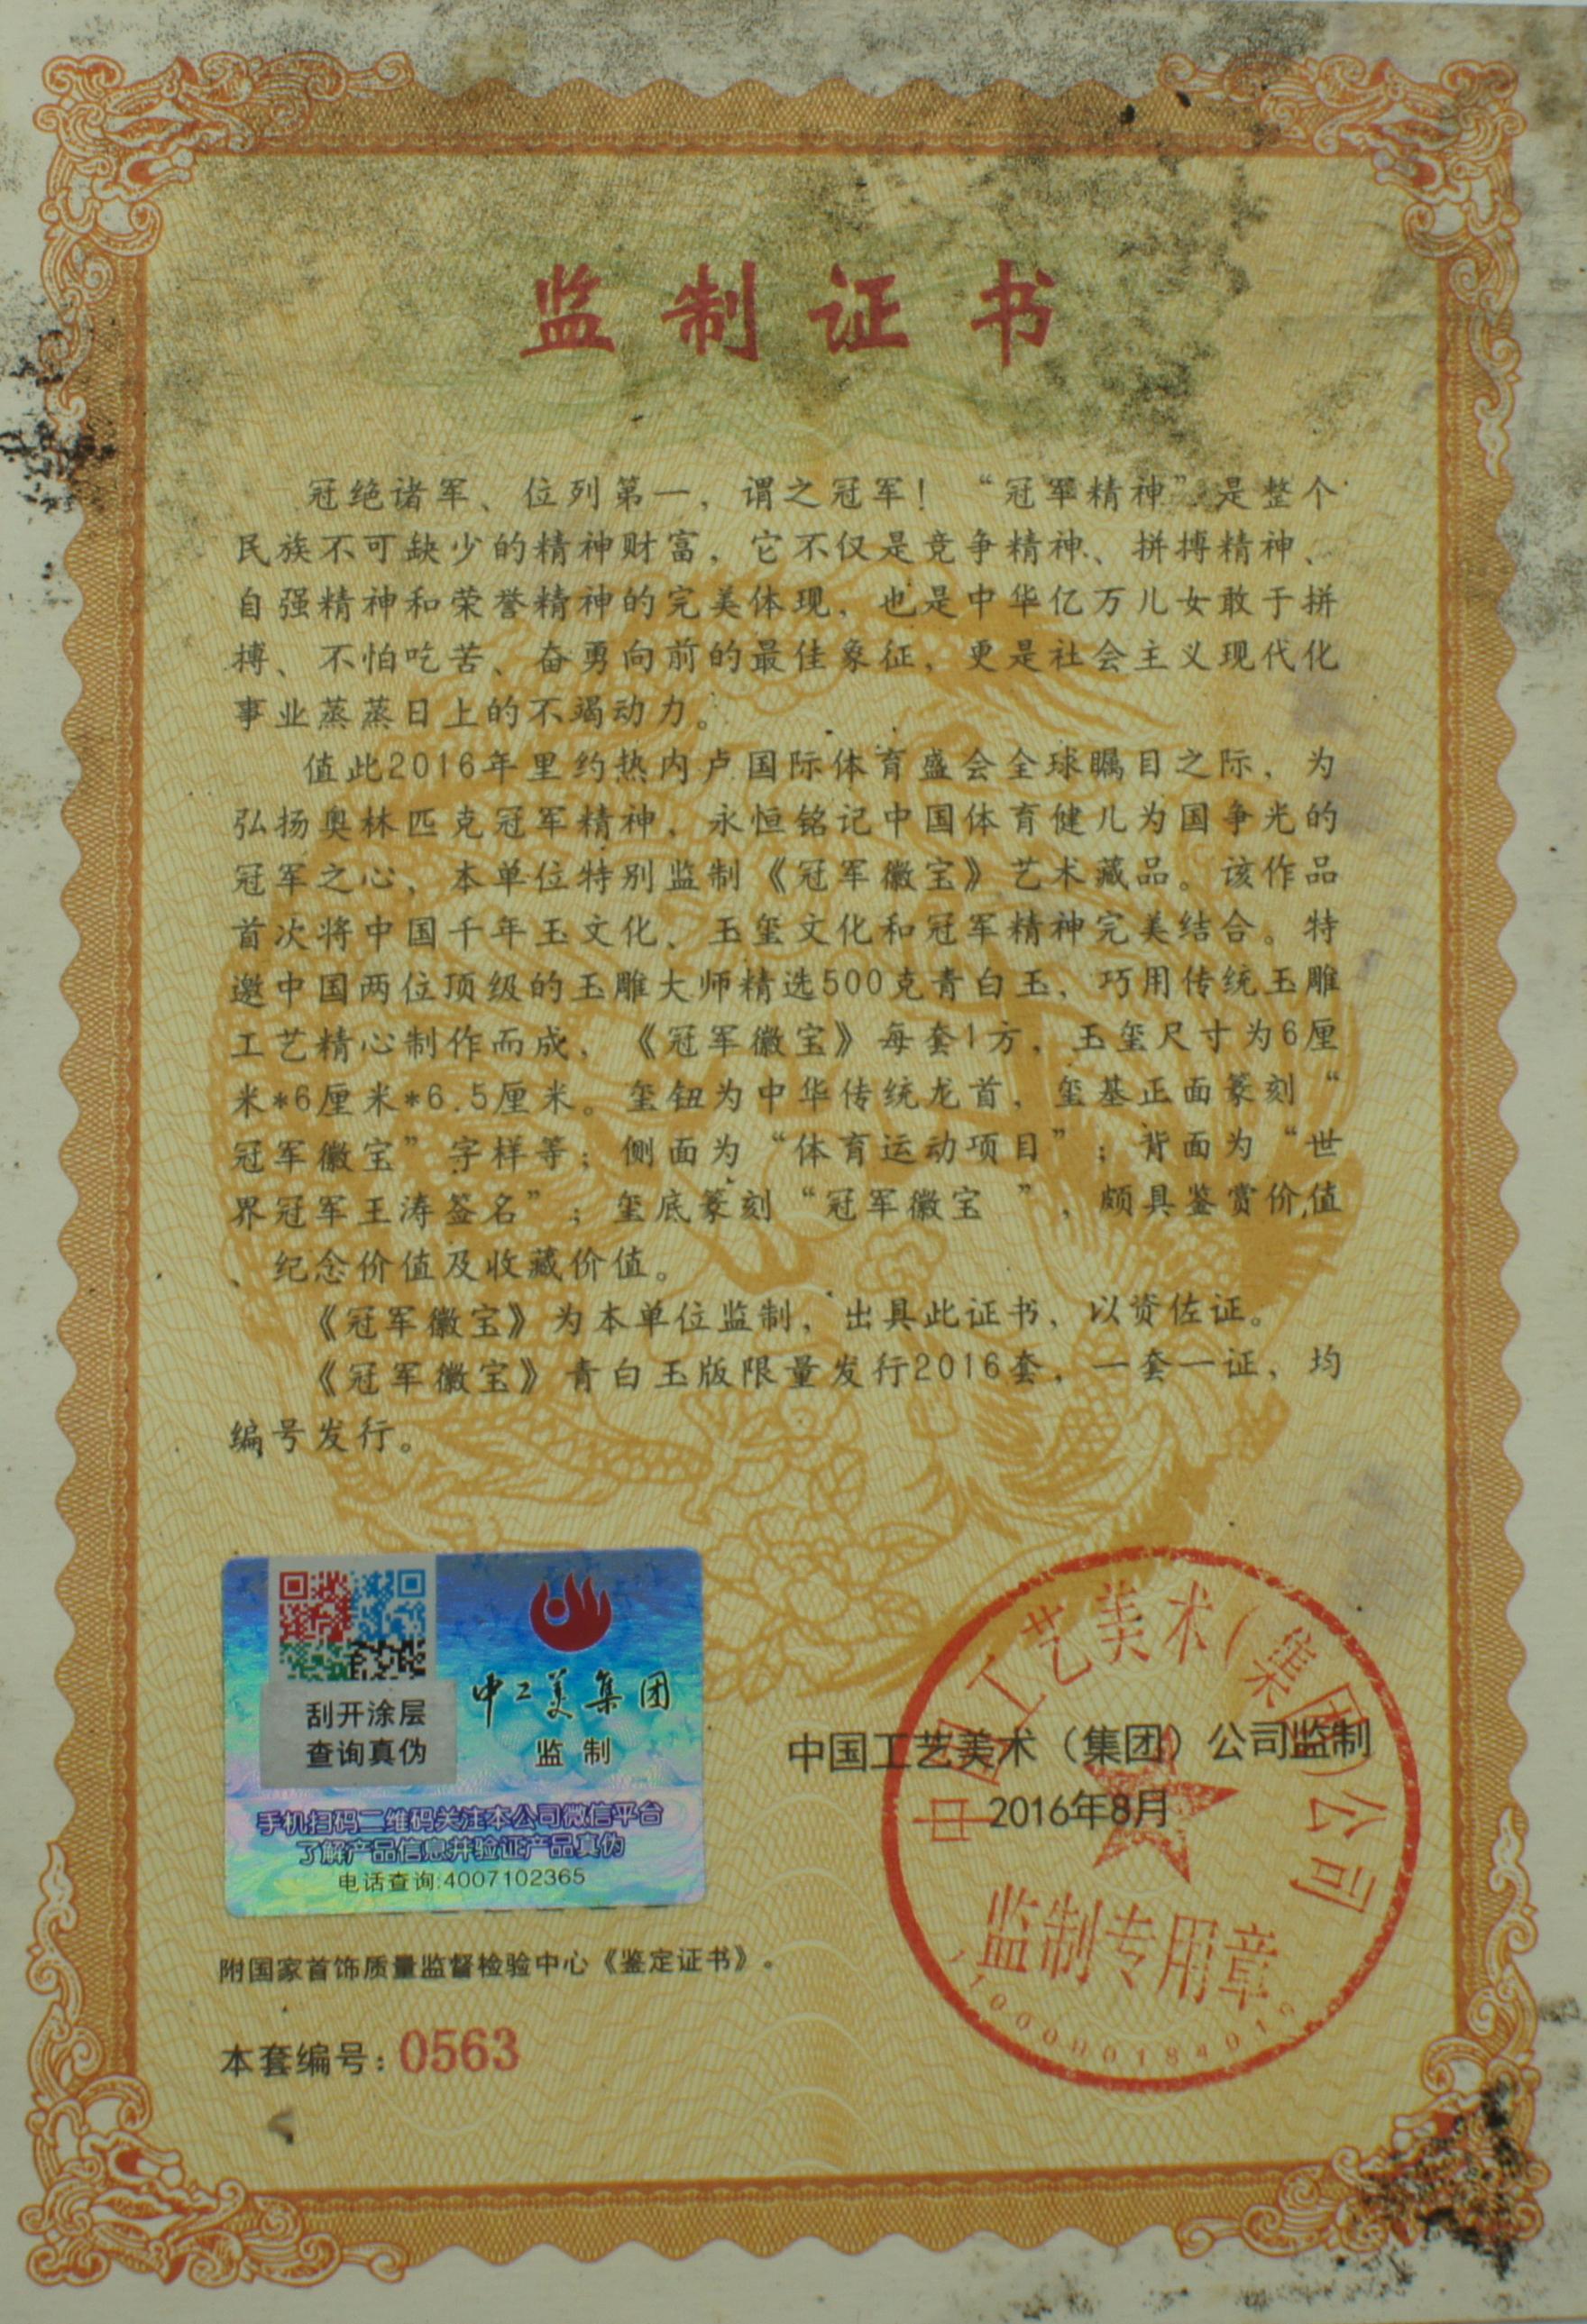 监制证书
冠绝诸军、位列第一，谓之冠军！“冠军精神”是整个
民族不可缺少的精神财富，它不仅是竞争精神、拼搏精神、
自强精神和荣誉精神的完美体现，也是中华亿万儿女敢于拼
搏、不怕吃苦、奋勇向前的最佳象征，更是社会主义现代化
事业蒸蒸日上的不竭动力。
值此2016年里约热内卢国际体育盛会全球瞩目之际，为
弘扬奥林匹克冠军精神，永恒铭记中国体育健儿为国争光的
冠军之心，本单位特别监制《冠军徽宝》艺术藏品。该作品
首次将中国千年玉文化、玉玺文化和冠军精神完美结合。特
邀中国两位顶级的玉雕大师精选500克青白玉，巧用传统玉雕
工艺精心制作而成，《冠军徽宝》每套1方，玉玺尺寸为6厘
米*6厘米*6.5厘米。玺钮为中华传统龙首，玺基正面篆刻“
冠军徽宝”字样等；侧面为“体育运动项目”；背面为“世
界冠军王涛签名”；玺底篆刻“冠军徽宝 ”，颇具鉴赏价值
、纪念价值及收藏价值。
《冠军徽宝》为本单位监制，出具此证书，以资佐证。
《冠军徽宝》青白玉版限量发行2016套，一套一证，均
编号发行。
刮开涂层
查询真伪
中工美集团
监制
手机扫码二维码关注本公司微信平台
了解产品信息并验证产品真伪
电话查询:4007102365
中国工艺美术（集团）公司监制
2016年8月
中国工艺美术(集团)公司
监制专用章
附国家首饰质量监督检验中心《鉴定证书》。
本套编号：0563